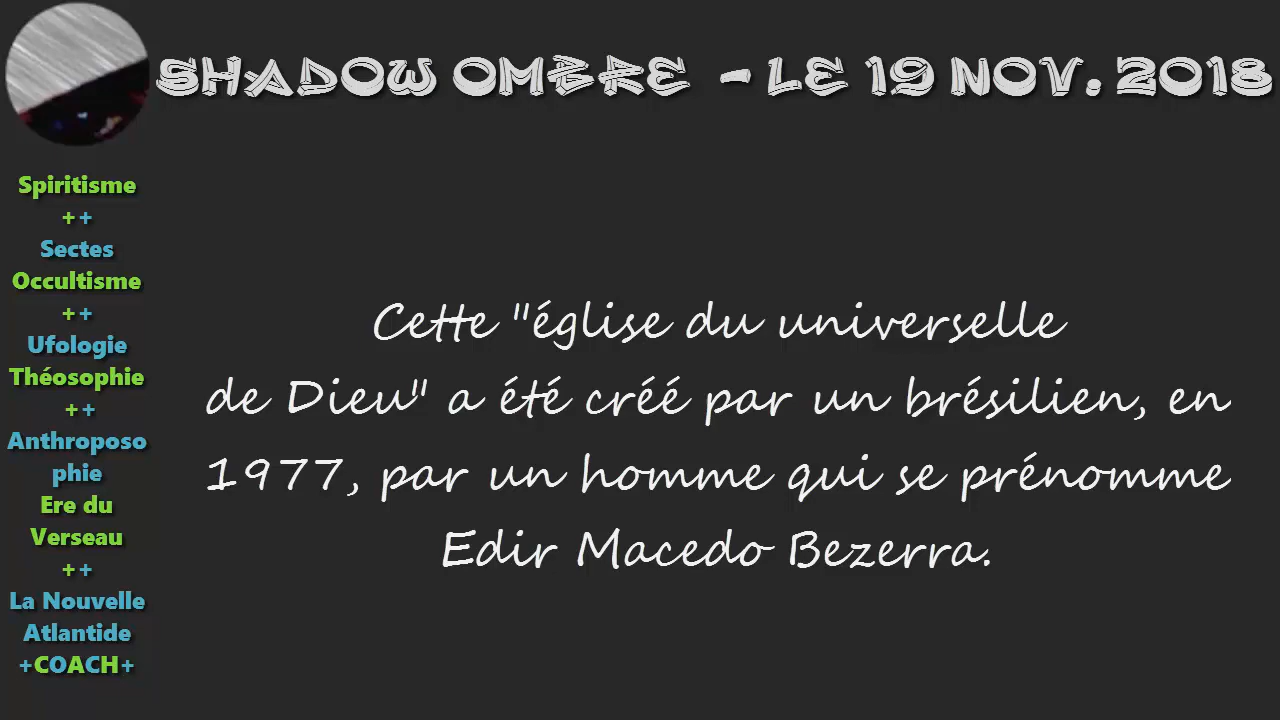 SHADOW OMBRE - LE 19 NOV. 2018
Spiritisme
++
Sectes
Occultisme
++
Ufologie
Théosophie
++
Anthroposo
phie
Ere du
Verseau
++
La Nouvelle
Atlantide
+COACH+
Cette "église du universelle
de Dieu" a été créé par un brésilien, en
1977, par un homme qui se prénomme
Edir Macedo Bezerra.